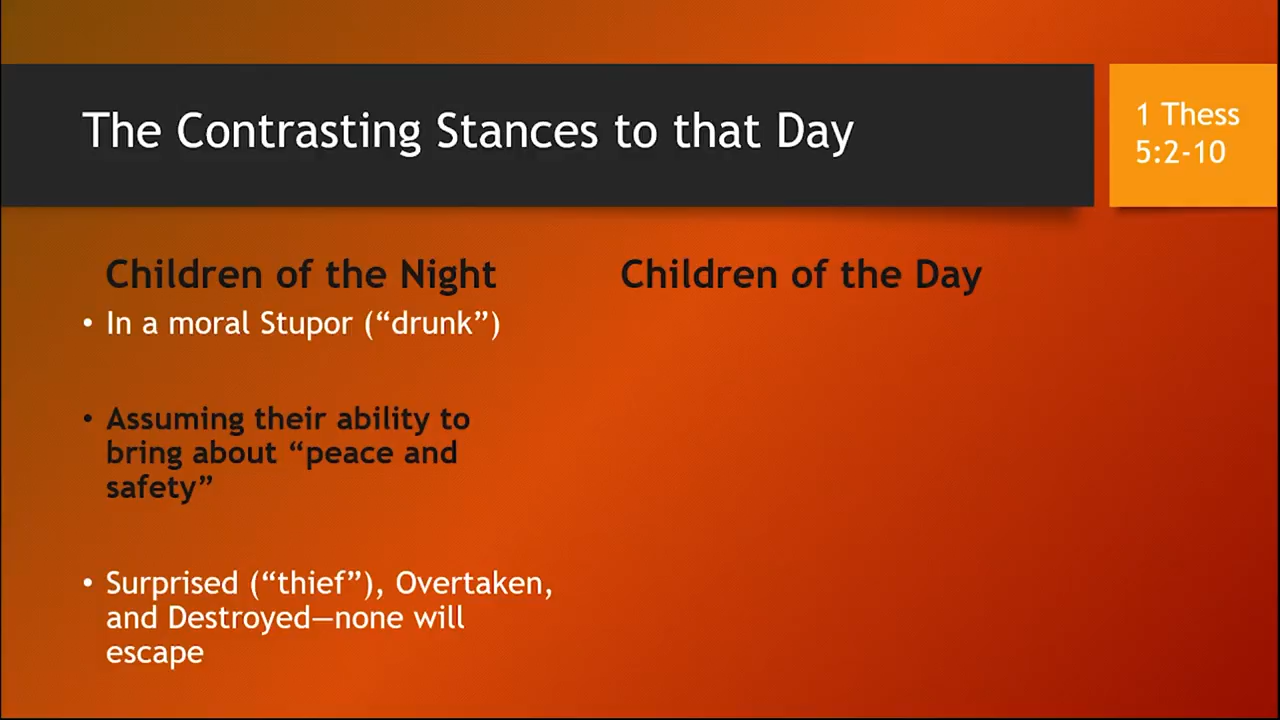 The Contrasting Stances to that Day
1 Thess
5:2-10
Children of the Night
• In a moral Stupor (“drunk”)
• Assuming their ability to
bring about “peace and
safety”
• Surprised (“thief”), Overtaken,
and Destroyed—none will
escape
Children of the Day